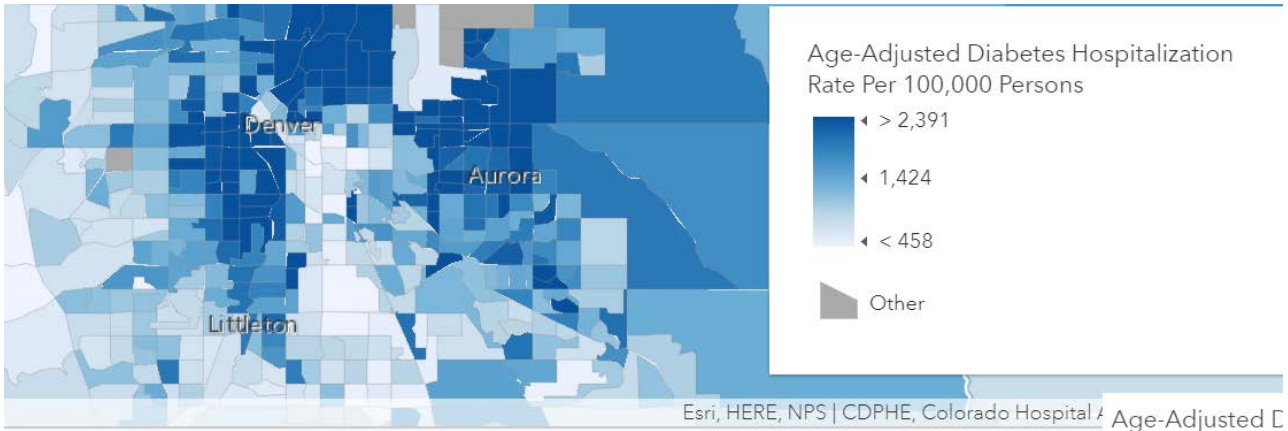 Denver
Aurora
Littleton
Age-Adjusted Diabetes Hospitalization
Rate Per 100,000 Persons
> 2,391
1,424
< 458
Other
Esri, HERE, NPS | CDPHE, Colorado Hospital
Age-Adjusted